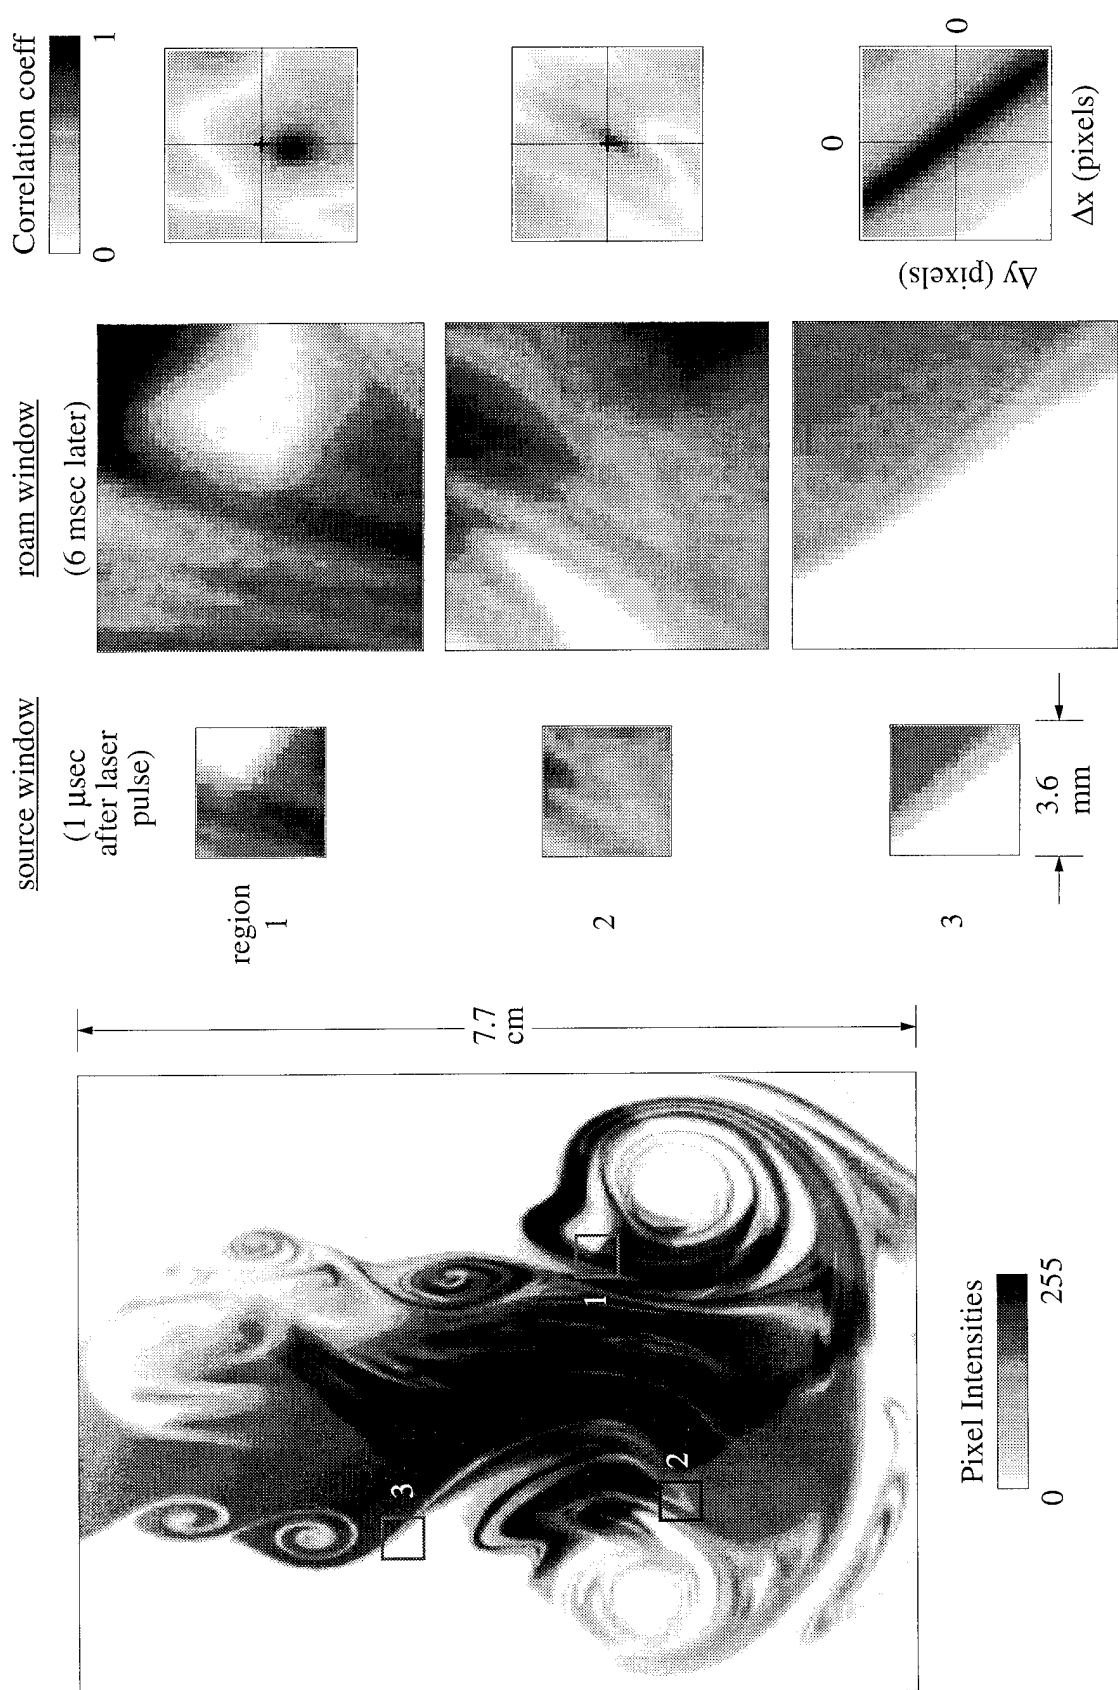 source window
(1 μsec
after laser
pulse)
roam window
(6 msec later)
Correlation coeff
0
1
region
1
2
3
3.6
mm
0
0
Δy (pixels)
Δx (pixels)
7.7
cm
1
2
3
Pixel Intensities
0
255